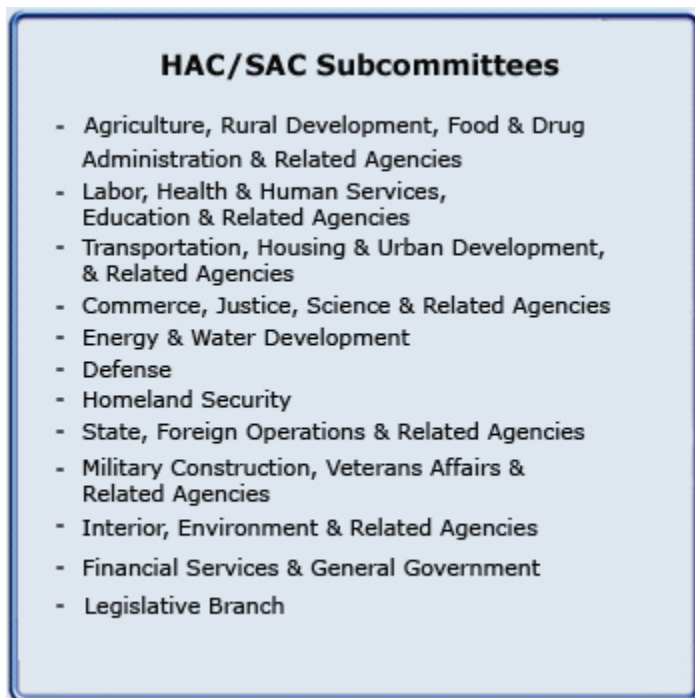 HAC/SAC Subcommittees
- Agriculture, Rural Development, Food & Drug
Administration & Related Agencies
- Labor, Health & Human Services,
Education & Related Agencies
- Transportation, Housing & Urban Development,
& Related Agencies
- Commerce, Justice, Science & Related Agencies
- Energy & Water Development
- Defense
- Homeland Security
- State, Foreign Operations & Related Agencies
- Military Construction, Veterans Affairs &
Related Agencies
- Interior, Environment & Related Agencies
- Financial Services & General Government
- Legislative Branch